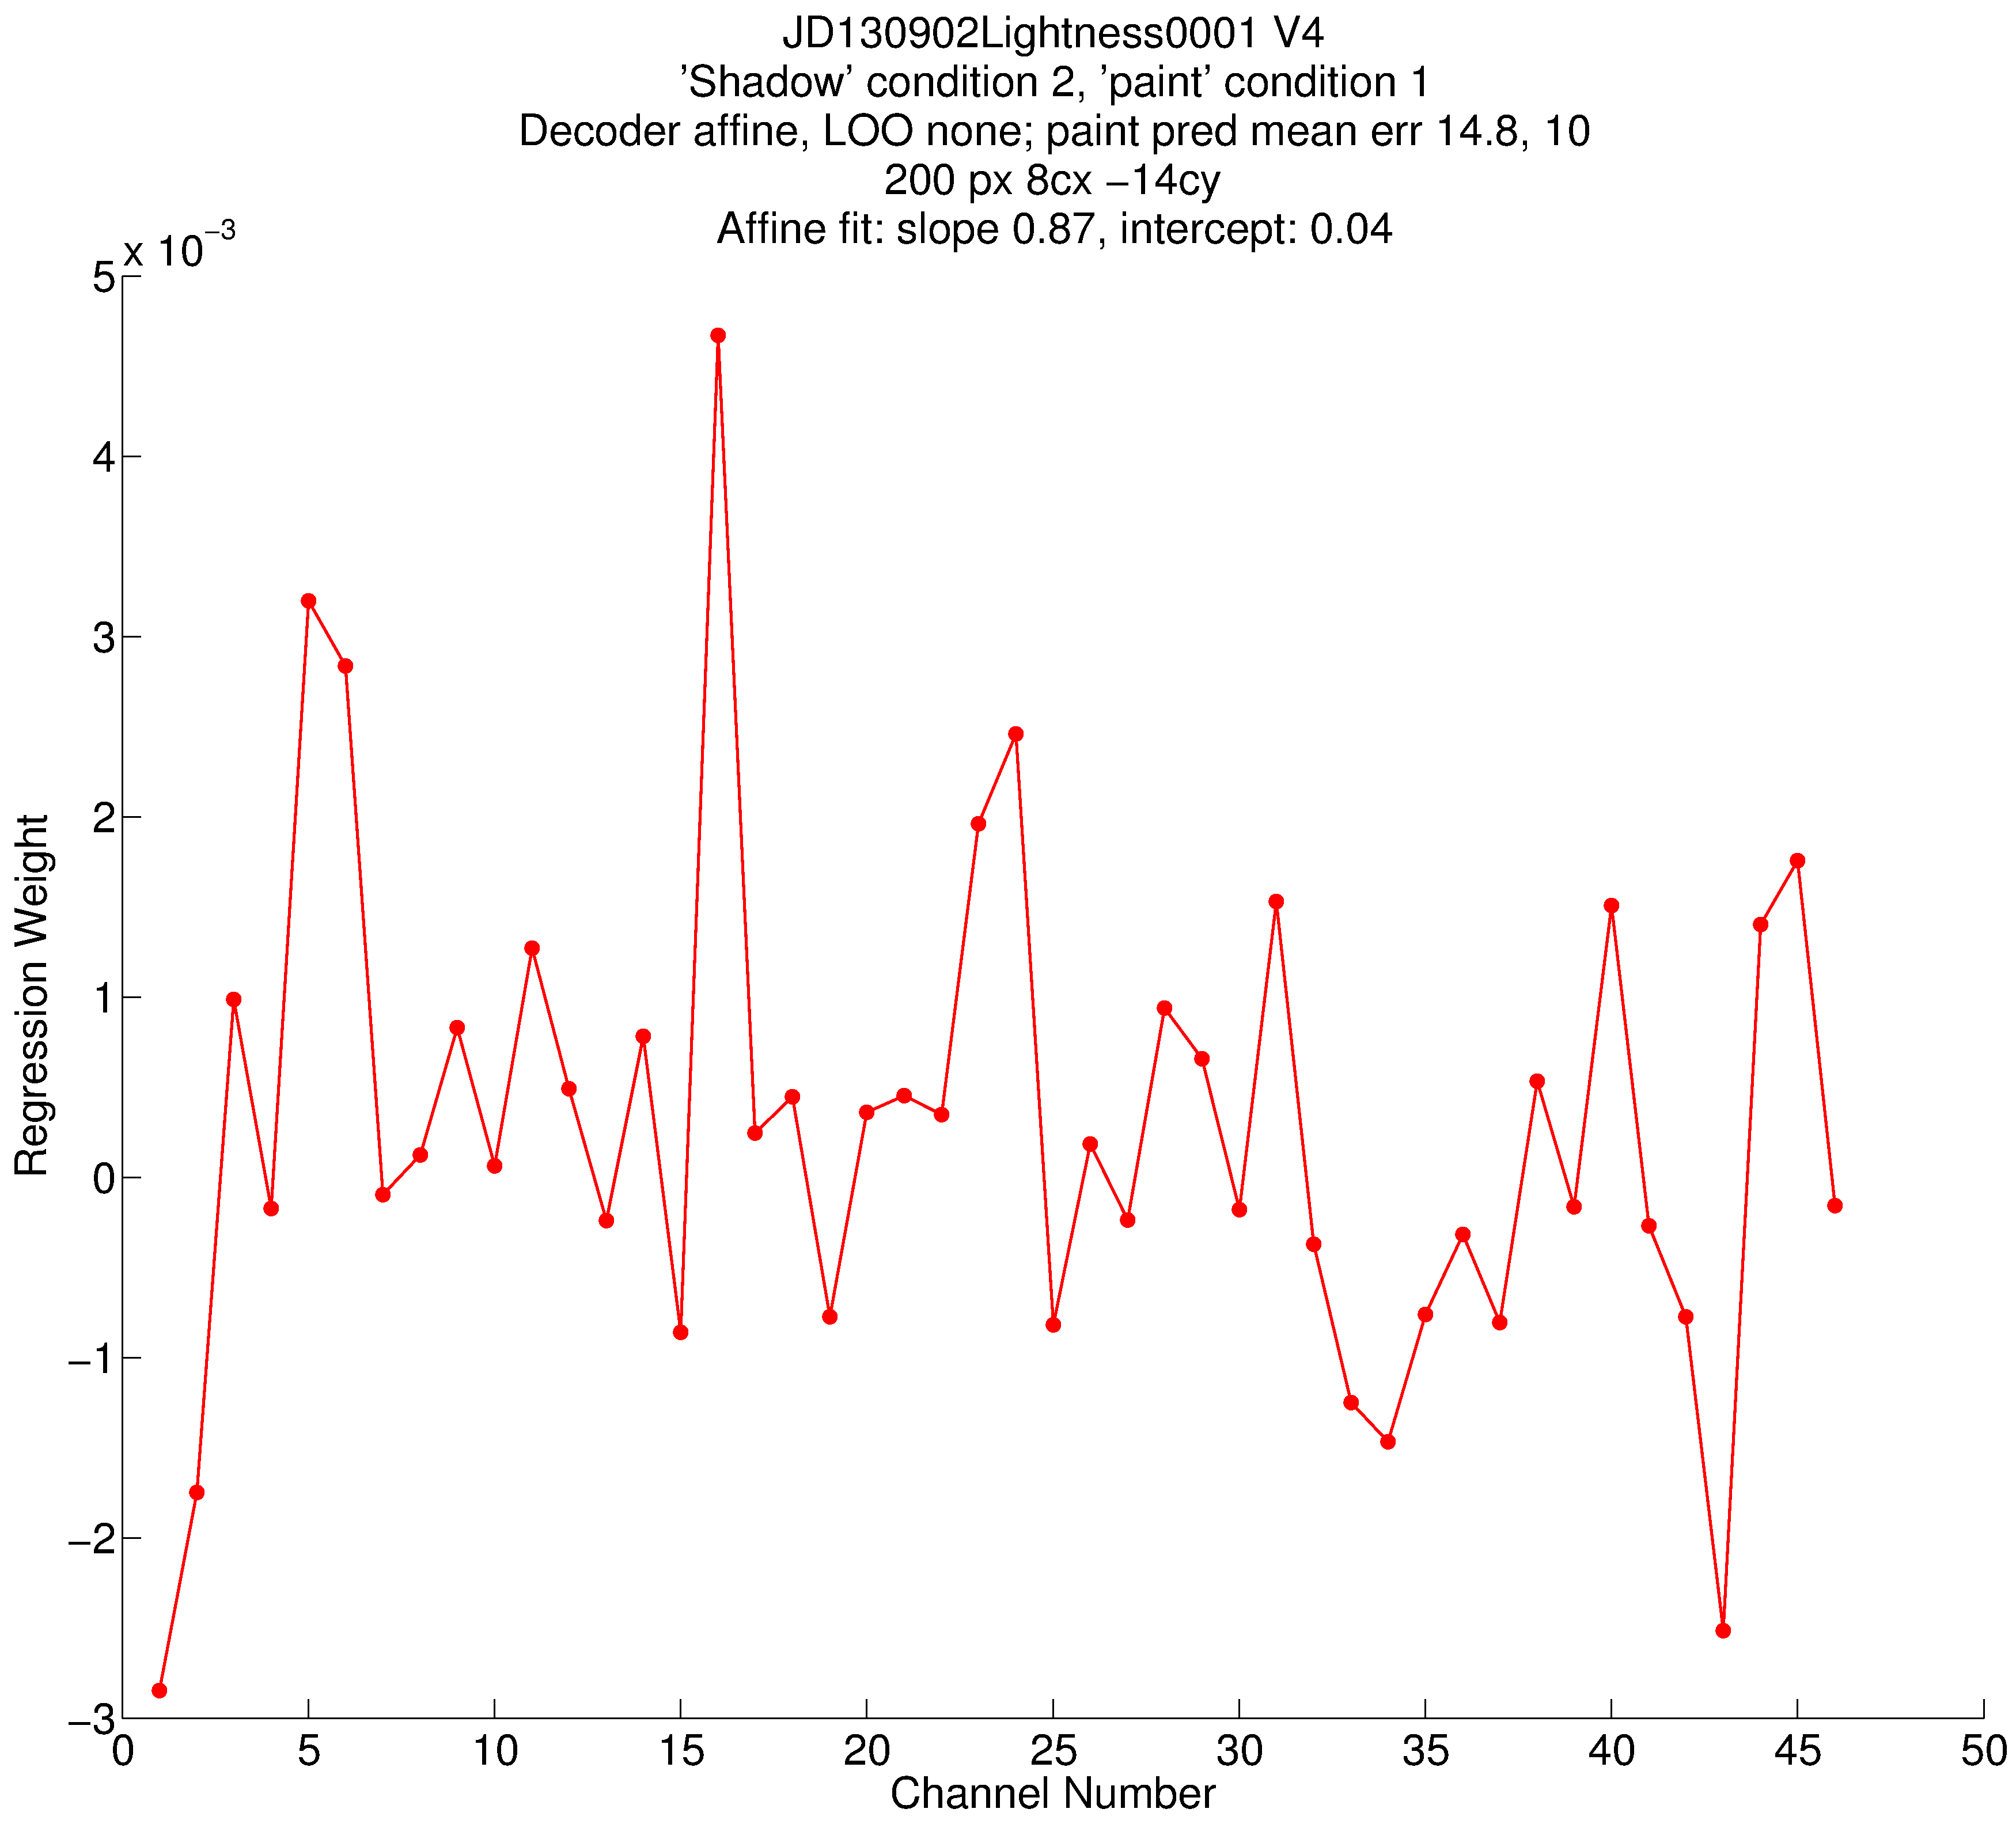 JD130902Lightness0001 V4
’Shadow’ condition 2, ’paint’ condition 1
Decoder affine, LOO none; paint pred mean err 14.8, 10
200 px 8cx −14cy
Affine fit: slope 0.87, intercept: 0.04
x 10−3
5
4
3
2
1
0
−1
−2
−3
Regression Weight
0 5 10 15 20 25 30 35 40 45 50
Channel Number